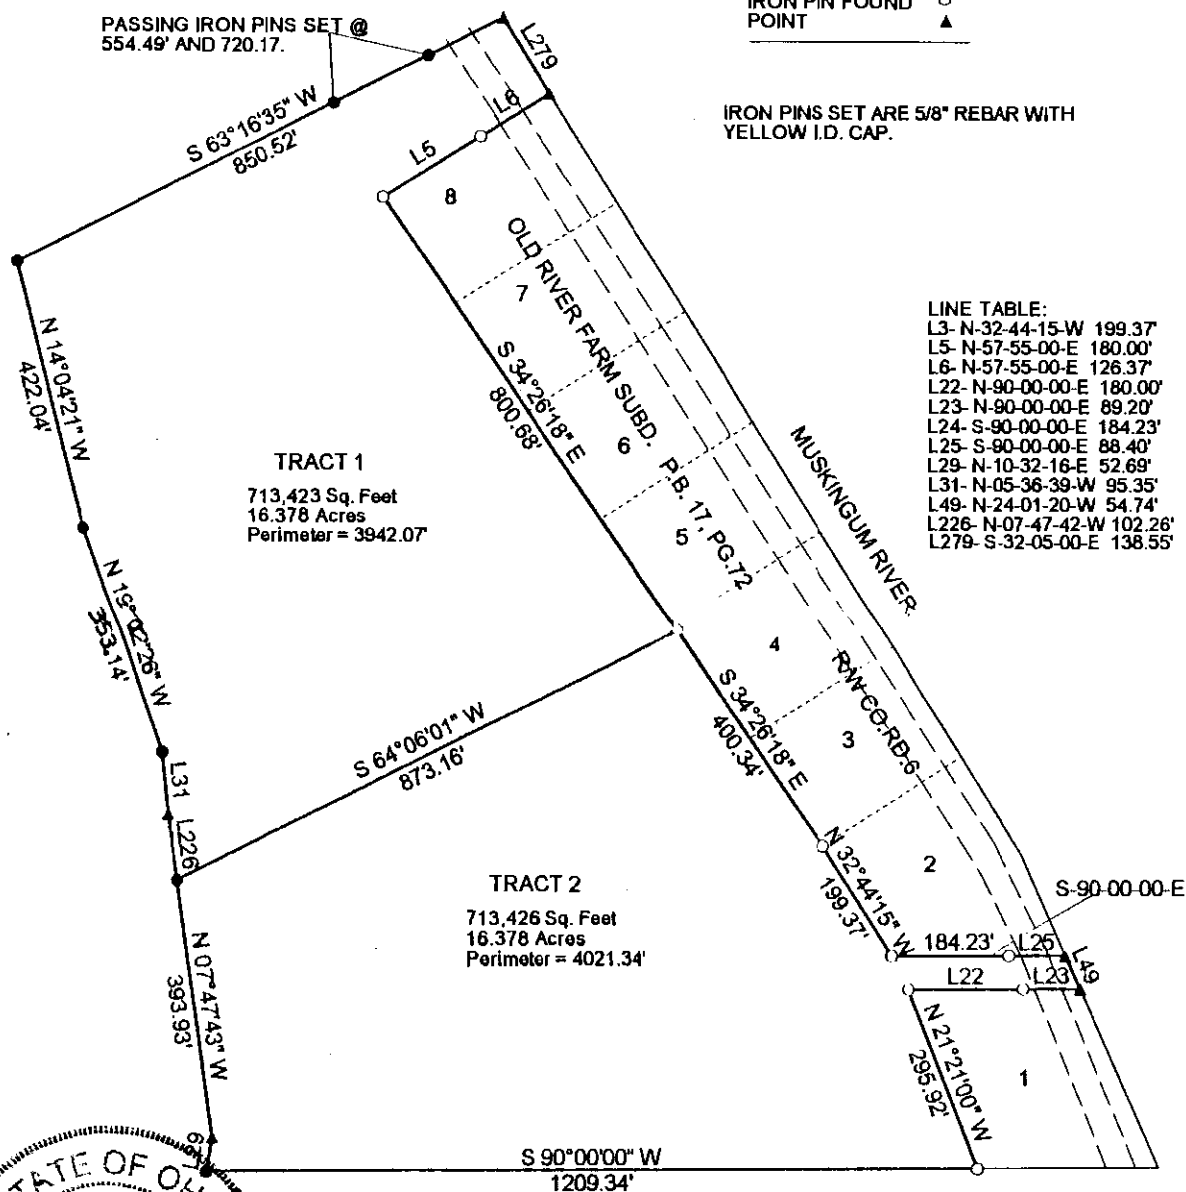 IRON PIN FOUND
POINT
PASSING IRON PINS SET @
554.49' AND 720.17.
L279
L6
IRON PINS SET ARE 5/8" REBAR WITH
YELLOW I.D. CAP.
S 63°16'35" W
850.52'
L5
8
OLD RIVER FARM SUBD. P.B. 17, PG.72
7
LINE TABLE:
L3- N-32-44-15-W 199.37'
L5- N-57-55-00-E 180.00'
L6- N-57-55-00-E 126.37'
L22- N-90-00-00-E 180.00'
L23- N-90-00-00-E 89.20'
L24- S-90-00-00-E 184.23'
L25- S-90-00-00-E 88.40'
L29- N-10-32-16-E 52.69'
L31- N-05-36-39-W 95.35'
L49- N-24-01-20-W 54.74'
L226- N-07-47-42-W 102.26'
L279- S-32-05-00-E 138.55'
N 14°04'21" W
422.04'
S 34°26'18" E
800.68'
6
MUSKINGUM RIVER
TRACT 1
713,423 Sq. Feet
16.378 Acres
Perimeter = 3942.07'
5
N 19°02'26" W
353.14'
4
R/W CO.RD.6
S 34°26'18" E
400.34'
3
S 64°06'01" W
873.16'
L31
L226
2
N 32°44'15" W
199.37'
TRACT 2
713,426 Sq. Feet
16.378 Acres
Perimeter = 4021.34'
S-90-00-00-E
184.23'
L25
L49
L22
L23
N 07°47'43" W
393.93'
N 21°21'00" W
295.92'
1
S 90°00'00" W
1209.34'
STATE OF